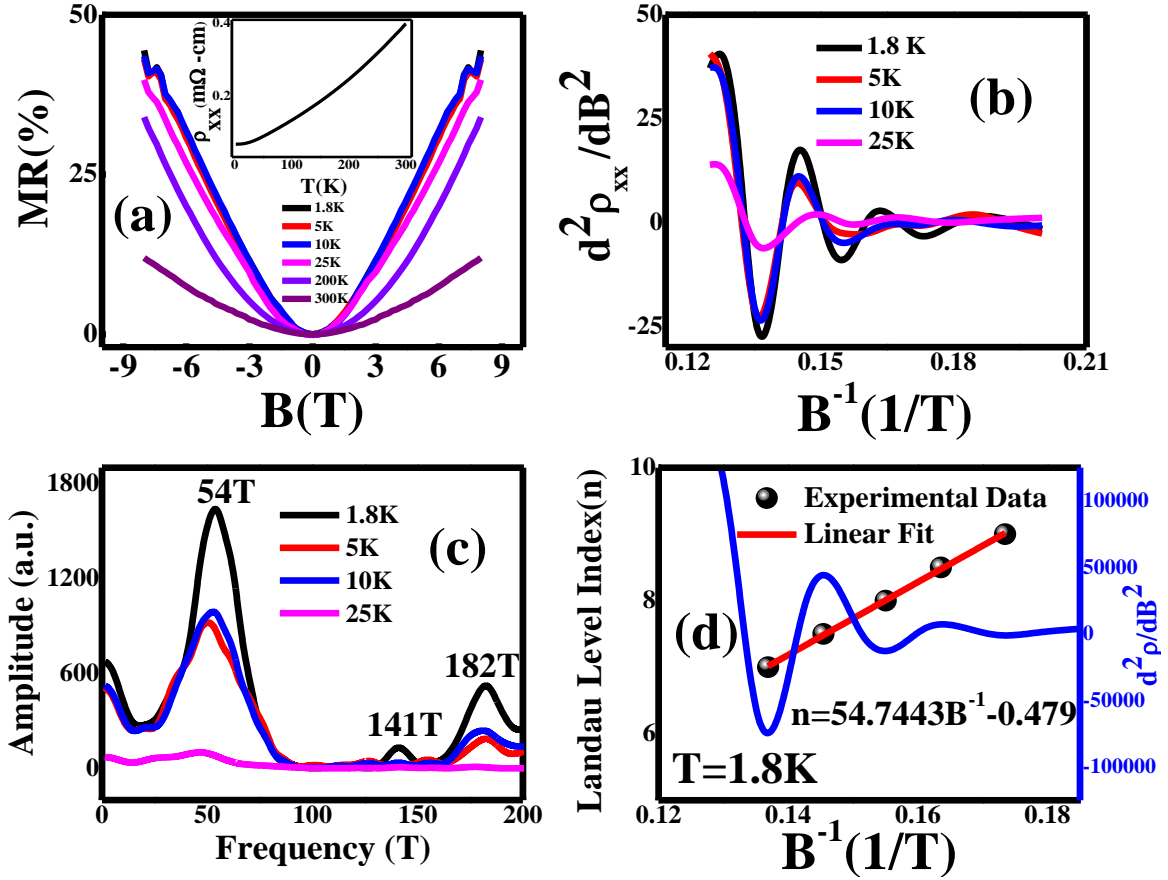 50
25
0
MR(%)
(a)
0.4
0.2
ρXX(mΩ -cm)
0
100
200
300
T(K)
1.8K
5K
10K
25K
200K
300K
-9
-6
-3
0
3
6
9
B(T)
50
25
0
-25
d²ρxx/dB²
1.8 K
5K
10K
25K
(b)
0.12
0.15
0.18
0.21
B⁻¹(1/T)
1800
1200
600
0
Amplitude (a.u.)
54T
141T
182T
1.8K
5K
10K
25K
(c)
0
50
100
150
200
Frequency (T)
10
8
6
Landau Level Index(n)
Experimental Data
Linear Fit
(d)
n=54.7443B⁻¹-0.479
T=1.8K
100000
50000
0
-50000
-100000
d²ρ/dB²
0.12
0.14
0.16
0.18
B⁻¹(1/T)